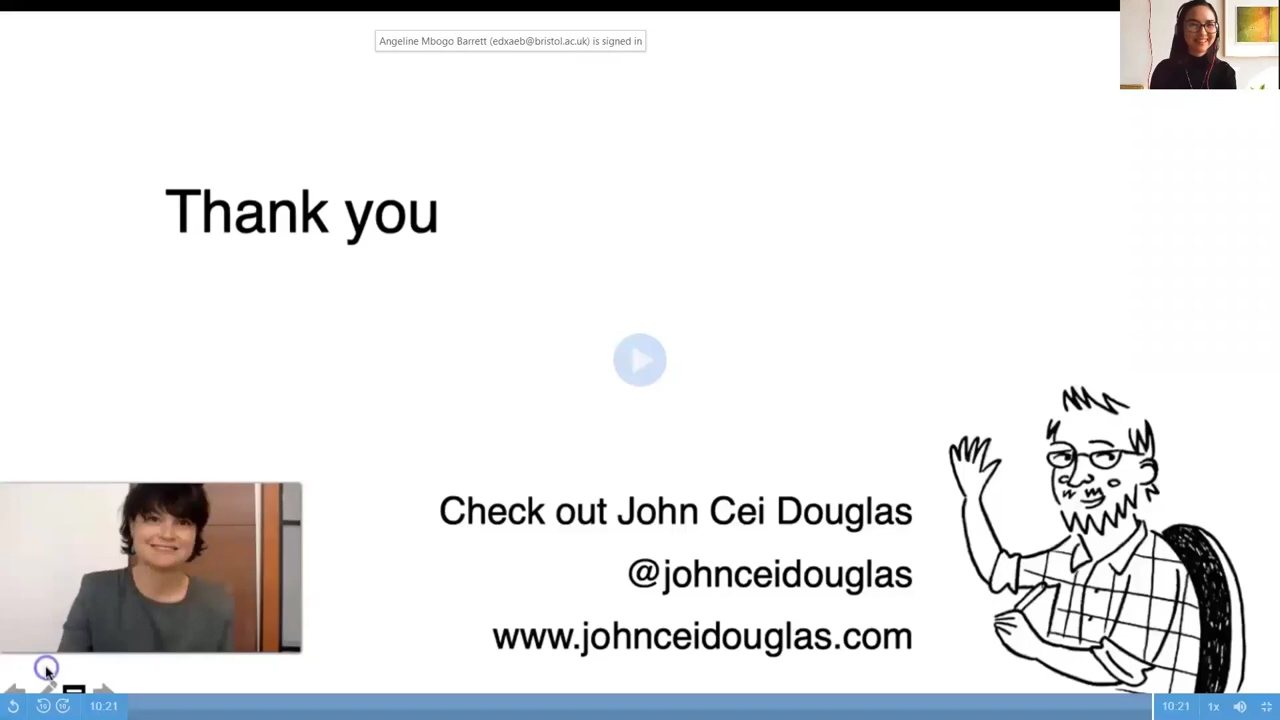 Angeline Mbogo Barrett (edxaeb@bristol.ac.uk) is signed in
Thank you
Check out John Cei Douglas
@johnceidouglas
www.johnceidouglas.com
10:21
10:21
1x